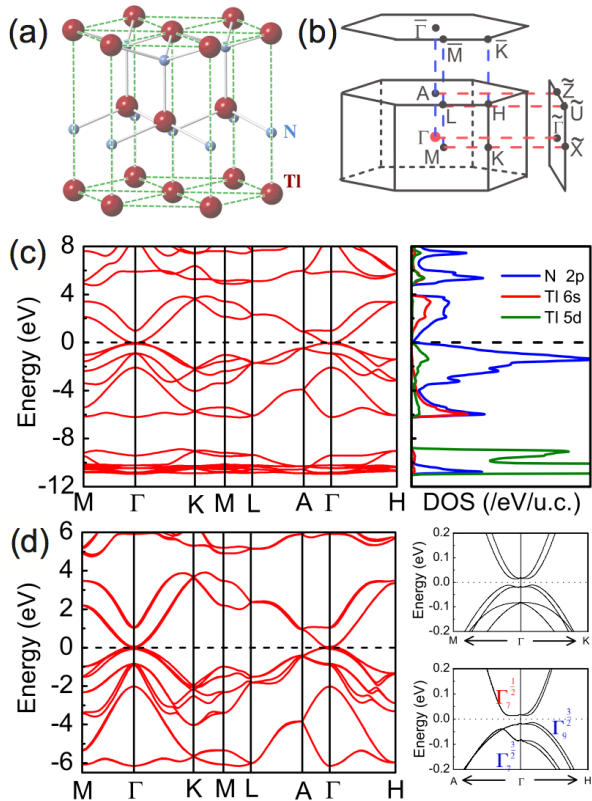 (a)
N
Tl
(b)
Γ̅
M̅
K̅
A
L
H
Γ
M
K
Z̃
Ũ
Γ̃
X̃
(c)
Energy (eV)
8
4
0
-4
-8
-12
M Γ K M L A Γ H
N 2p
Tl 6s
Tl 5d
DOS (/eV/u.c.)
(d)
Energy (eV)
6
4
2
0
-2
-4
-6
M Γ K M L A Γ H
Energy (eV)
0.2
0.1
0.0
-0.1
-0.2
M Γ K
Energy (eV)
0.2
0.1
0.0
-0.1
-0.2
Γ₇^{1/2}
Γ₉^{3/2}
Γ₇^{3/2}
A Γ H